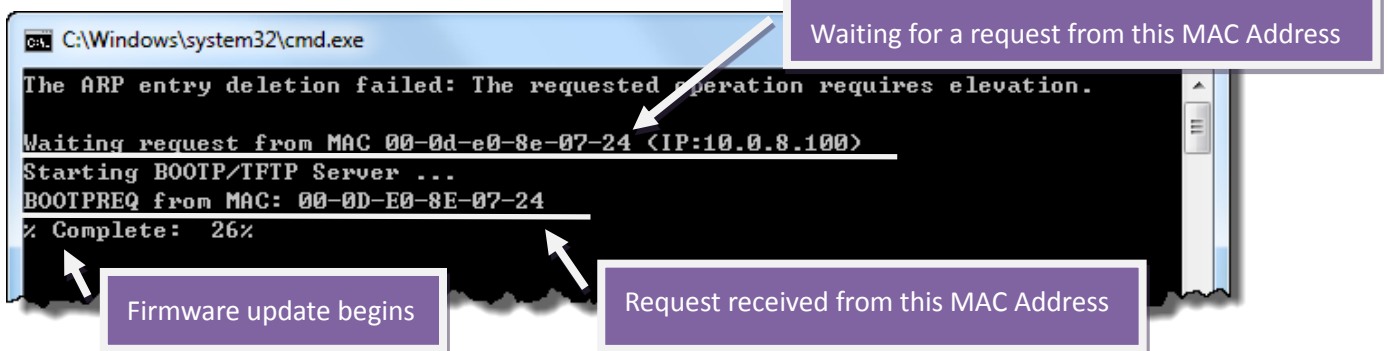 Waiting for a request from this MAC Address
C:\Windows\system32\cmd.exe
The ARP entry deletion failed: The requested operation requires elevation.
Waiting request from MAC 00-0d-e0-8e-07-24 (IP:10.0.8.100)
Starting BOOTP/TFTP Server ...
BOOTPREQ from MAC: 00-0D-E0-8E-07-24
% Complete: 26%
Firmware update begins
Request received from this MAC Address